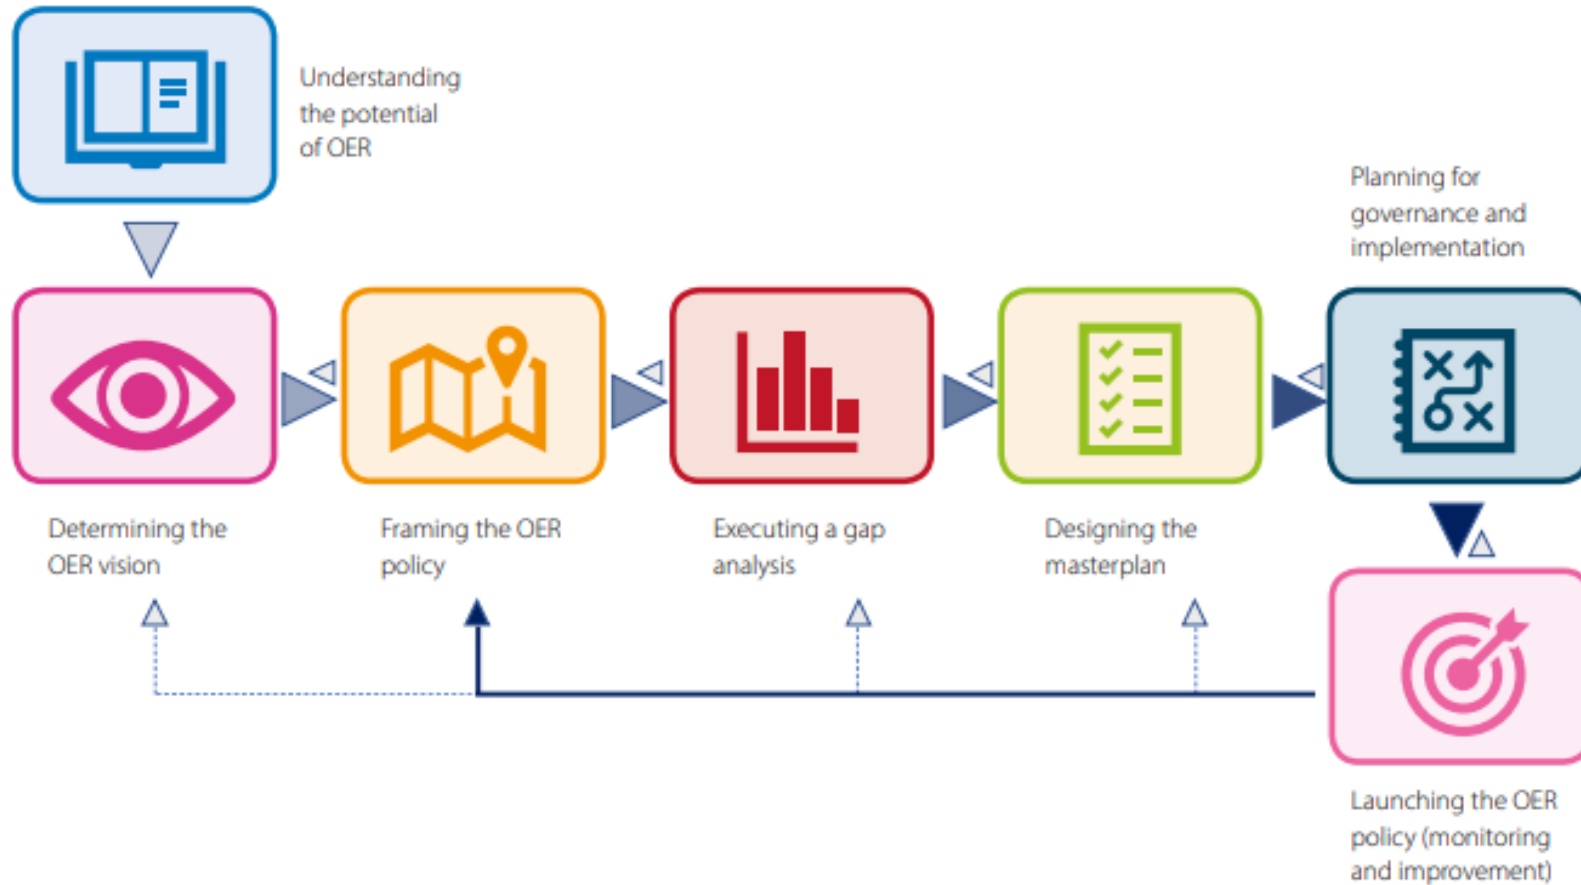 Understanding
the potential
of OER
Planning for
governance and
implementation
Determining the
OER vision
Framing the OER
policy
Executing a gap
analysis
Designing the
masterplan
Launching the OER
policy (monitoring
and improvement)